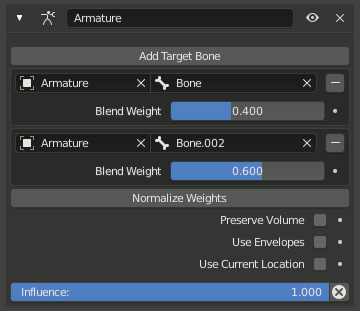 Armature
Add Target Bone
Armature Bone
Blend Weight 0.400
Armature Bone.002
Blend Weight 0.600
Normalize Weights
Preserve Volume
Use Envelopes
Use Current Location
Influence: 1.000